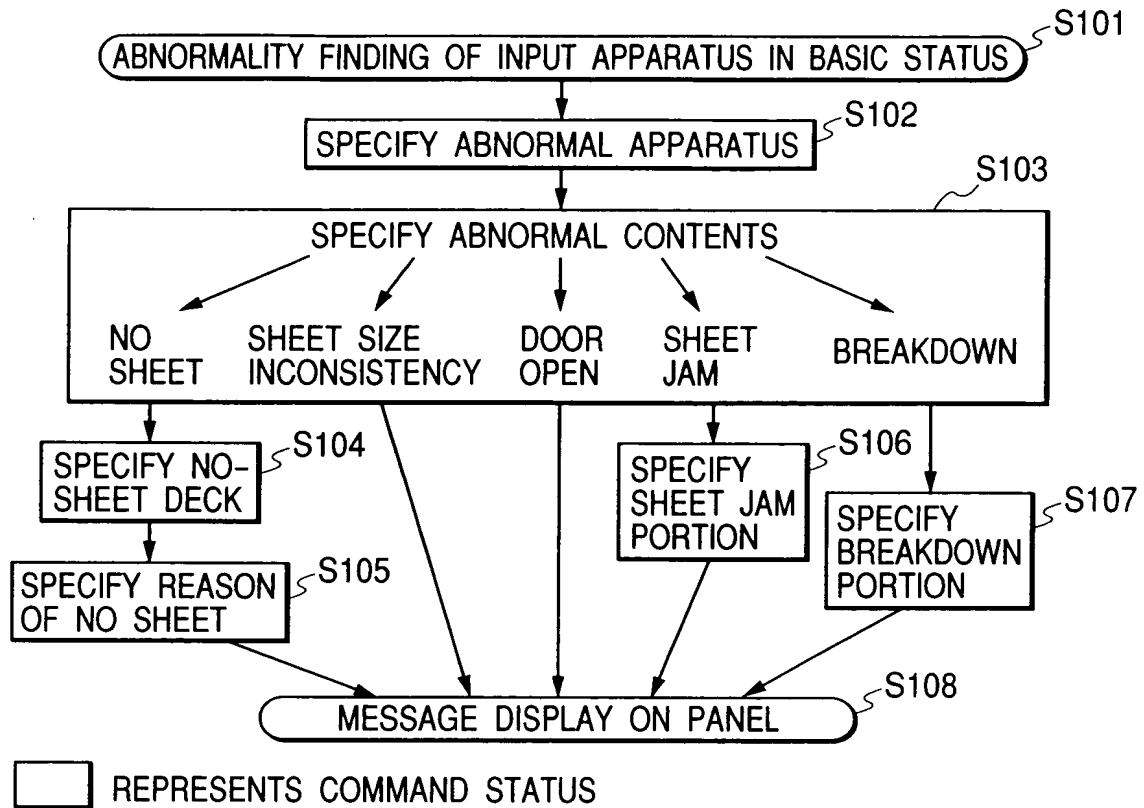 S101
ABNORMALITY FINDING OF INPUT APPARATUS IN BASIC STATUS
S102
SPECIFY ABNORMAL APPARATUS
S103
SPECIFY ABNORMAL CONTENTS
NO
SHEET
SHEET SIZE
INCONSISTENCY
DOOR
OPEN
SHEET
JAM
BREAKDOWN
S104
SPECIFY NO-
SHEET DECK
S105
SPECIFY REASON
OF NO SHEET
S106
SPECIFY
SHEET JAM
PORTION
S107
SPECIFY
BREAKDOWN
PORTION
S108
MESSAGE DISPLAY ON PANEL
REPRESENTS COMMAND STATUS